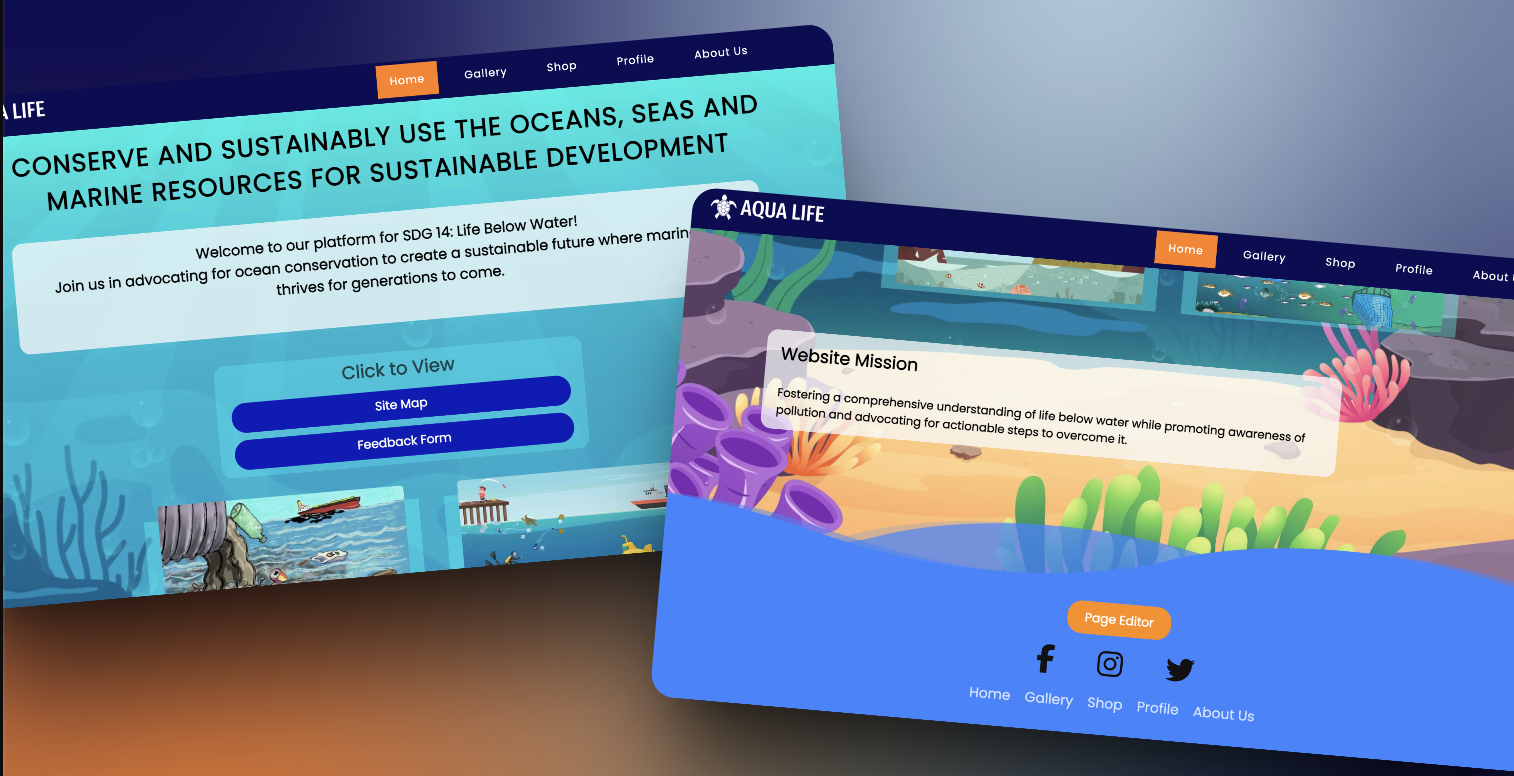 A LIFE
Home Gallery Shop Profile About Us
CONSERVE AND SUSTAINABLY USE THE OCEANS, SEAS AND
MARINE RESOURCES FOR SUSTAINABLE DEVELOPMENT
Welcome to our platform for SDG 14: Life Below Water!
Join us in advocating for ocean conservation to create a sustainable future where marin
thrives for generations to come.
Click to View
Site Map
Feedback Form
AQUA LIFE
Home Gallery Shop Profile About
Website Mission
Fostering a comprehensive understanding of life below water while promoting awareness of
pollution and advocating for actionable steps to overcome it.
Page Editor
Home Gallery Shop Profile About Us